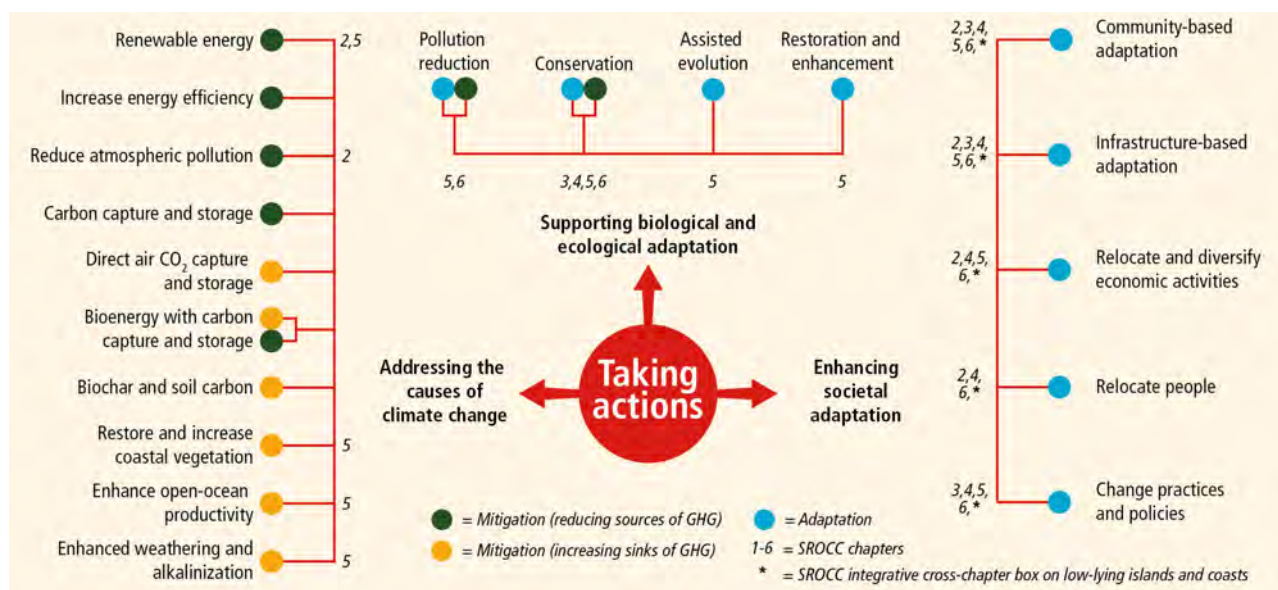 Renewable energy
2,5
Increase energy efficiency
Reduce atmospheric pollution
2
Carbon capture and storage
Direct air CO₂ capture
and storage
Bioenergy with carbon
capture and storage
Biochar and soil carbon
Restore and increase
coastal vegetation
5
Enhance open-ocean
productivity
5
Enhanced weathering and
alkalinization
5
Pollution
reduction
Conservation
Assisted
evolution
Restoration and
enhancement
5,6
3,4,5,6
5
5
Supporting biological and
ecological adaptation
Addressing the
causes of
climate change
Taking
actions
Enhancing
societal
adaptation
= Mitigation (reducing sources of GHG)
= Mitigation (increasing sinks of GHG)
= Adaptation
1-6 = SROCC chapters
* = SROCC integrative cross-chapter box on low-lying islands and coasts
2,3,4,
5,6,*
Community-based
adaptation
2,3,4,
5,6,*
Infrastructure-based
adaptation
2,4,5,
6,*
Relocate and diversify
economic activities
2,4,
6,*
Relocate people
3,4,5,
6,*
Change practices
and policies